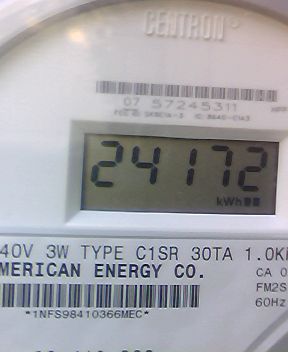 CENTRON
07 57245311
24172
kWh
40V 3W TYPE C1SR 30TA 1.0K
MERICAN ENERGY CO.
CA 0
FM2S
60Hz
*1NFS98410366MEC*